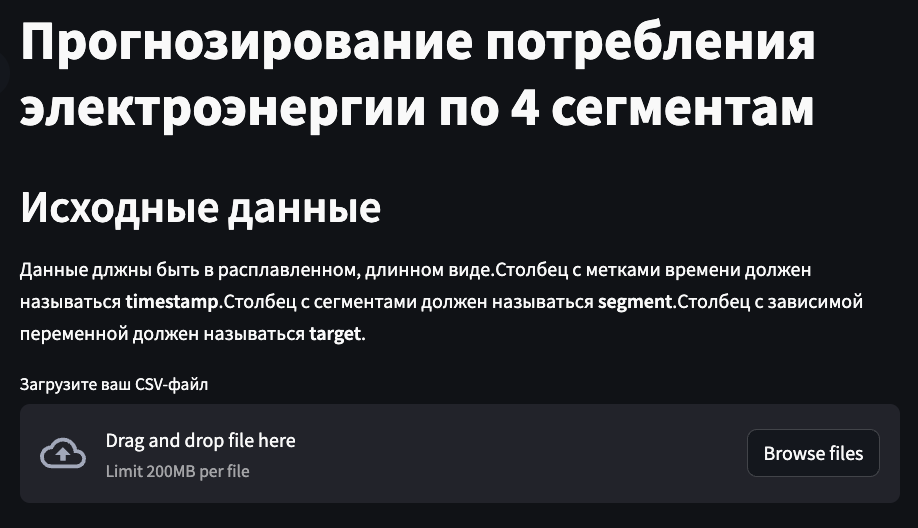 Прогнозирование потребления
электроэнергии по 4 сегментам
Исходные данные
Данные длжны быть в расплавленном, длинном виде.Столбец с метками времени должен
называться timestamp.Столбец с сегментами должен называться segment.Столбец с зависимой
переменной должен называться target.
Загрузите ваш CSV-файл
Drag and drop file here
Limit 200MB per file
Browse files